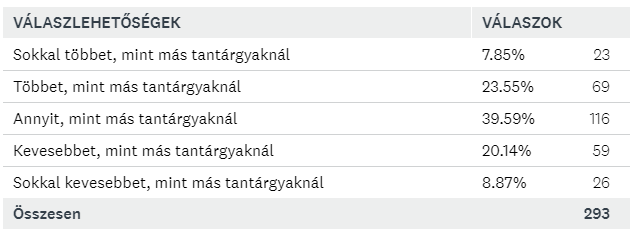 VÁLASZLEHETŐSÉGEK VÁLASZOK
Sokkal többet, mint más tantárgyaknál 7.85% 23
Többet, mint más tantárgyaknál 23.55% 69
Annyit, mint más tantárgyaknál 39.59% 116
Kevesebbet, mint más tantárgyaknál 20.14% 59
Sokkal kevesebbet, mint más tantárgyaknál 8.87% 26
Összesen 293